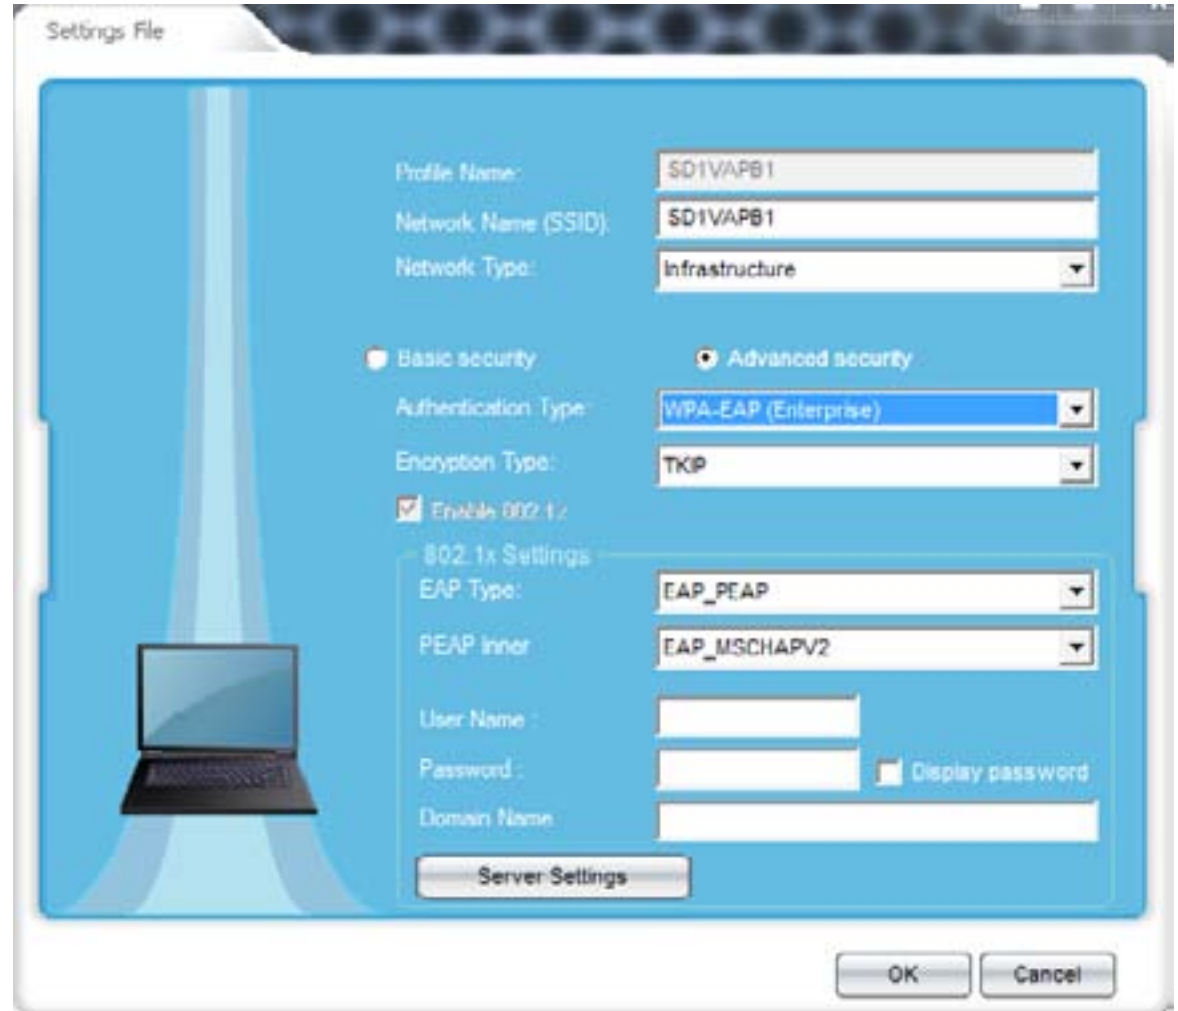 Settings File
Profile Name: SD1VAPB1
Network Name (SSID): SD1VAPB1
Network Type: Infrastructure
Basic security Advanced security
Authentication Type: WPA-EAP (Enterprise)
Encryption Type: TKIP
Enable 802.1x
802.1x Settings
EAP Type: EAP_PEAP
PEAP Inner EAP_MSCHAPV2
User Name :
Password : Display password
Domain Name
Server Settings
OK Cancel